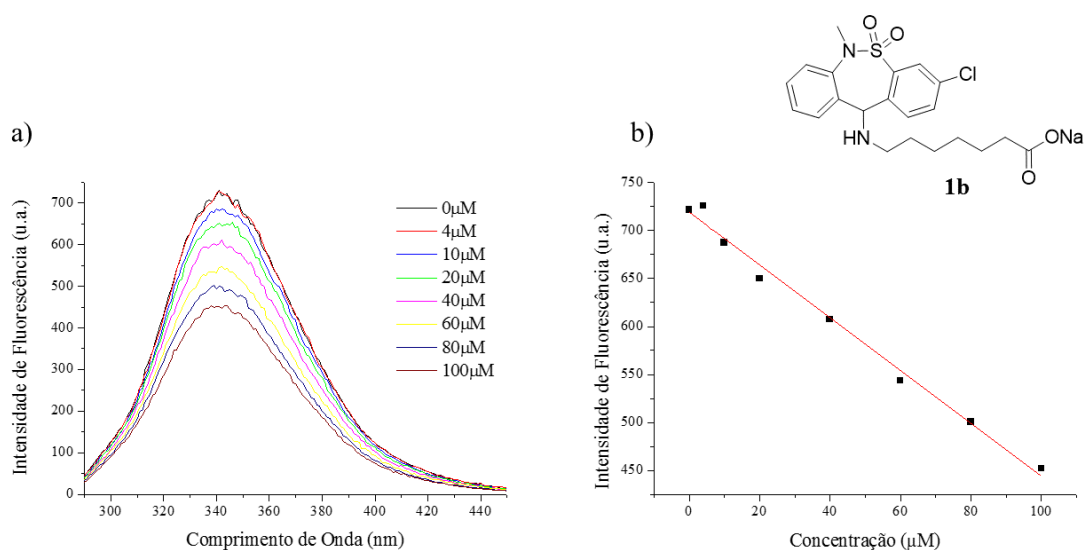 O
O
N
S
Cl
HN
ONa
O
1b
a)
b)
Intensidade de Fluorescência (u.a.)
700
600
500
400
300
200
100
0
300
320
340
360
380
400
420
440
Comprimento de Onda (nm)
0µM
4µM
10µM
20µM
40µM
60µM
80µM
100µM
Intensidade de Fluorescência (u.a.)
750
700
650
600
550
500
450
0
20
40
60
80
100
Concentração (µM)